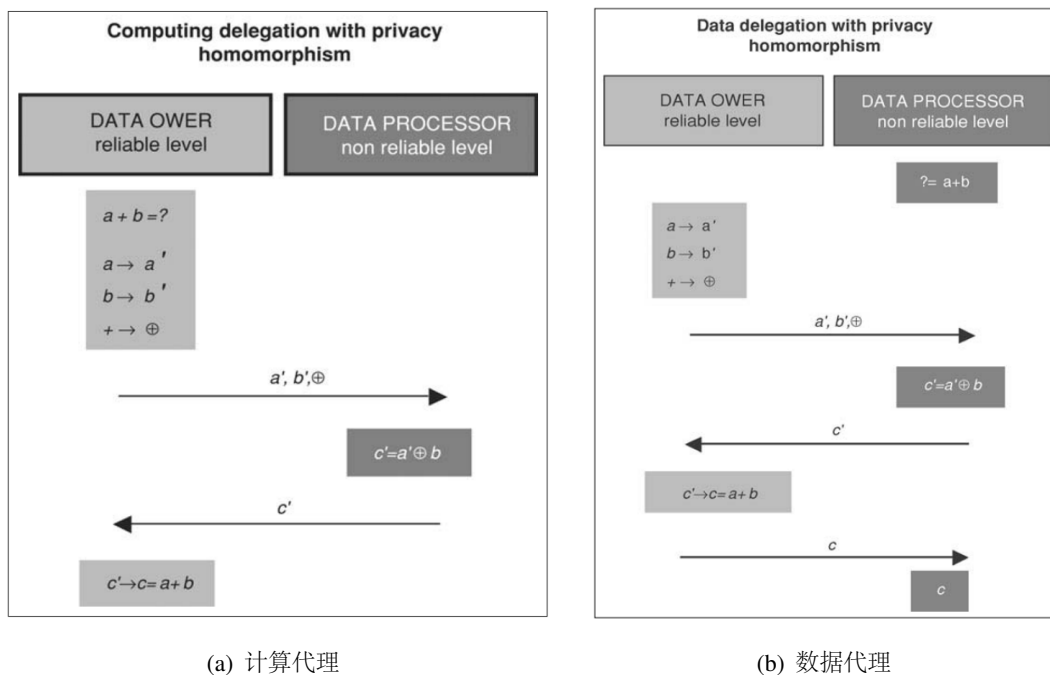 Computing delegation with privacy
homomorphism
DATA OWER
reliable level
DATA PROCESSOR
non reliable level
a + b =?
a → a'
b → b'
+ → ⊕
a', b',⊕
c'=a'⊕ b
c'
c'→c= a+ b
(a) 计算代理
Data delegation with privacy
homomorphism
DATA OWER
reliable level
DATA PROCESSOR
non reliable level
?= a+b
a → a'
b → b'
+ → ⊕
a', b',⊕
c'=a'⊕ b
c'
c'→c= a+ b
c
c
(b) 数据代理